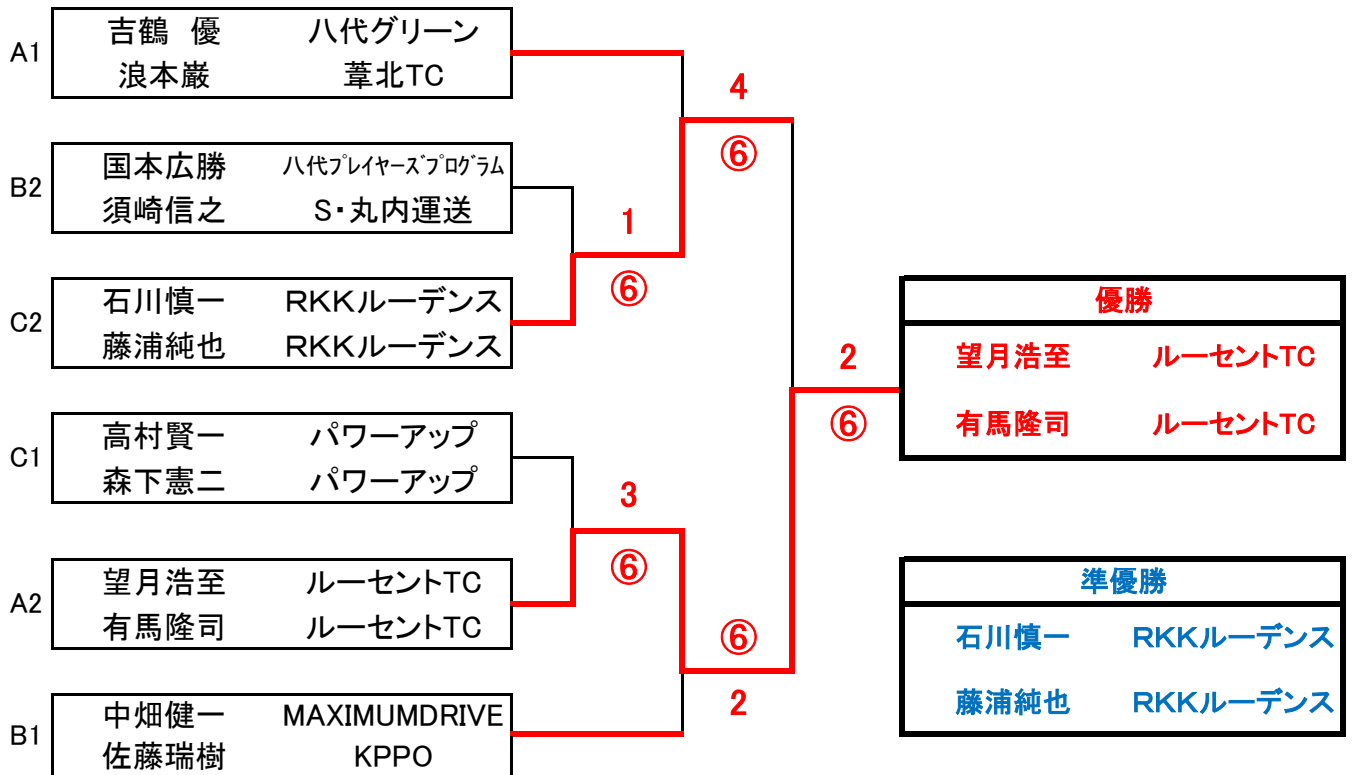 A1
吉鶴 優 八代グリーン
浪本巌 葦北TC
B2
国本広勝 八代プレイヤーズプログラム
須崎信之 S・丸内運送
C2
石川慎一 RKKルーデンス
藤浦純也 RKKルーデンス
C1
高村賢一 パワーアップ
森下憲二 パワーアップ
A2
望月浩至 ルーセントTC
有馬隆司 ルーセントTC
B1
中畑健一 MAXIMUMDRIVE
佐藤瑞樹 KPPO
1
⑥
3
⑥
4
⑥
⑥
2
2
⑥
優勝
望月浩至 ルーセントTC
有馬隆司 ルーセントTC
準優勝
石川慎一 RKKルーデンス
藤浦純也 RKKルーデンス